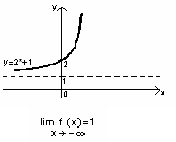 y
y=2ˣ+1
2
1
0
x
lim f (x)=1
x → -∞